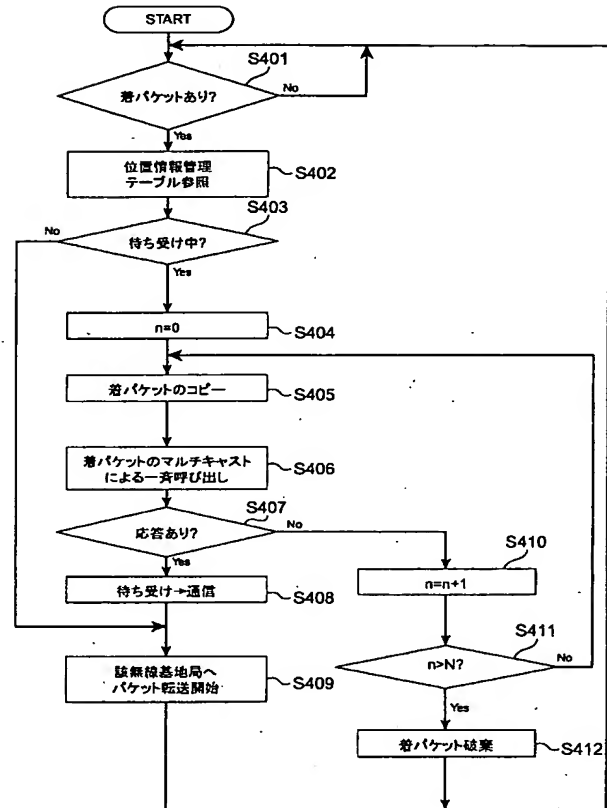 START
S401
着パケットあり?
No
Yes
位置情報管理
テーブル参照
S402
S403
No
待ち受け中?
Yes
n=0
S404
着パケットのコピー
S405
着パケットのマルチキャスト
による一斉呼び出し
S406
S407
応答あり?
No
Yes
S410
待ち受け→通信
S408
n=n+1
S411
n>N?
No
該無線基地局へ
パケット転送開始
S409
Yes
着パケット破棄
S412